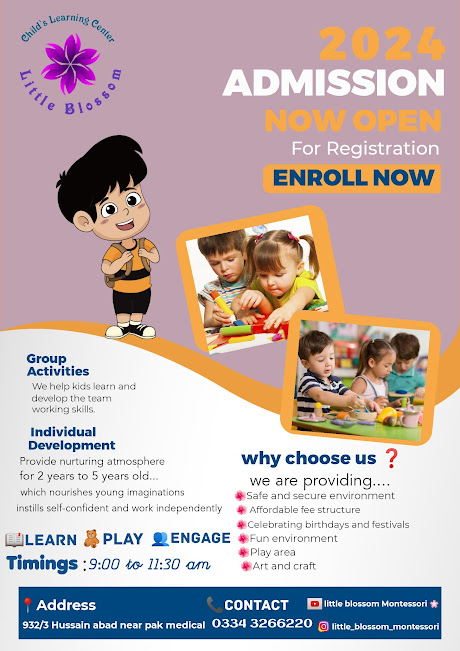 Child's Learning Center
Little Blossom
2024
ADMISSION
NOW OPEN
For Registration
ENROLL NOW
Group
Activities
We help kids learn and
develop the team
working skills.
Individual
Development
Provide nurturing atmosphere
for 2 years to 5 years old...
which nourishes young imaginations
instills self-confident and work independently
LEARN PLAY ENGAGE
Timings : 9:00 to 11:30 am
why choose us ❓
we are providing....
Safe and secure environment
Affordable fee structure
Celebrating birthdays and festivals
Fun environment
Play area
Art and craft
Address
932/3 Hussain abad near pak medical
CONTACT
0334 3266220
little blossom Montessori
little_blossom_montessori